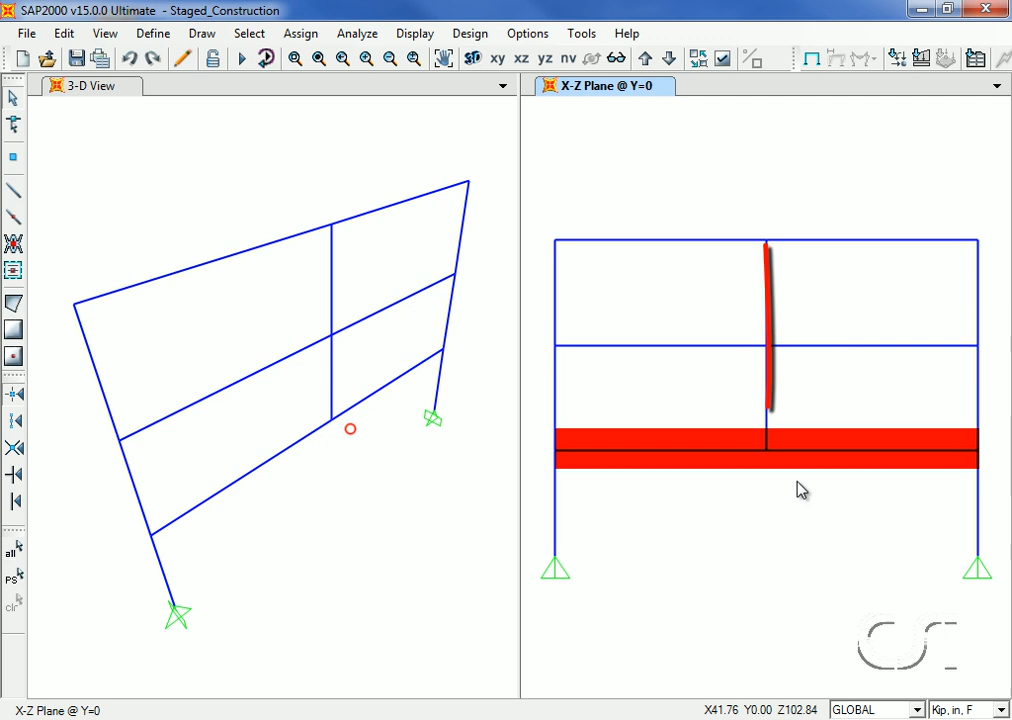 SAP2000 v15.0.0 Ultimate - Staged_Construction
File Edit View Define Draw Select Assign Analyze Display Design Options Tools Help
3D xy xz yz nv
3-D View
X-Z Plane @ Y=0
all
PS
clr
CSI
X-Z Plane @ Y=0
X41.76 Y0.00 Z102.84
GLOBAL
Kip, in, F